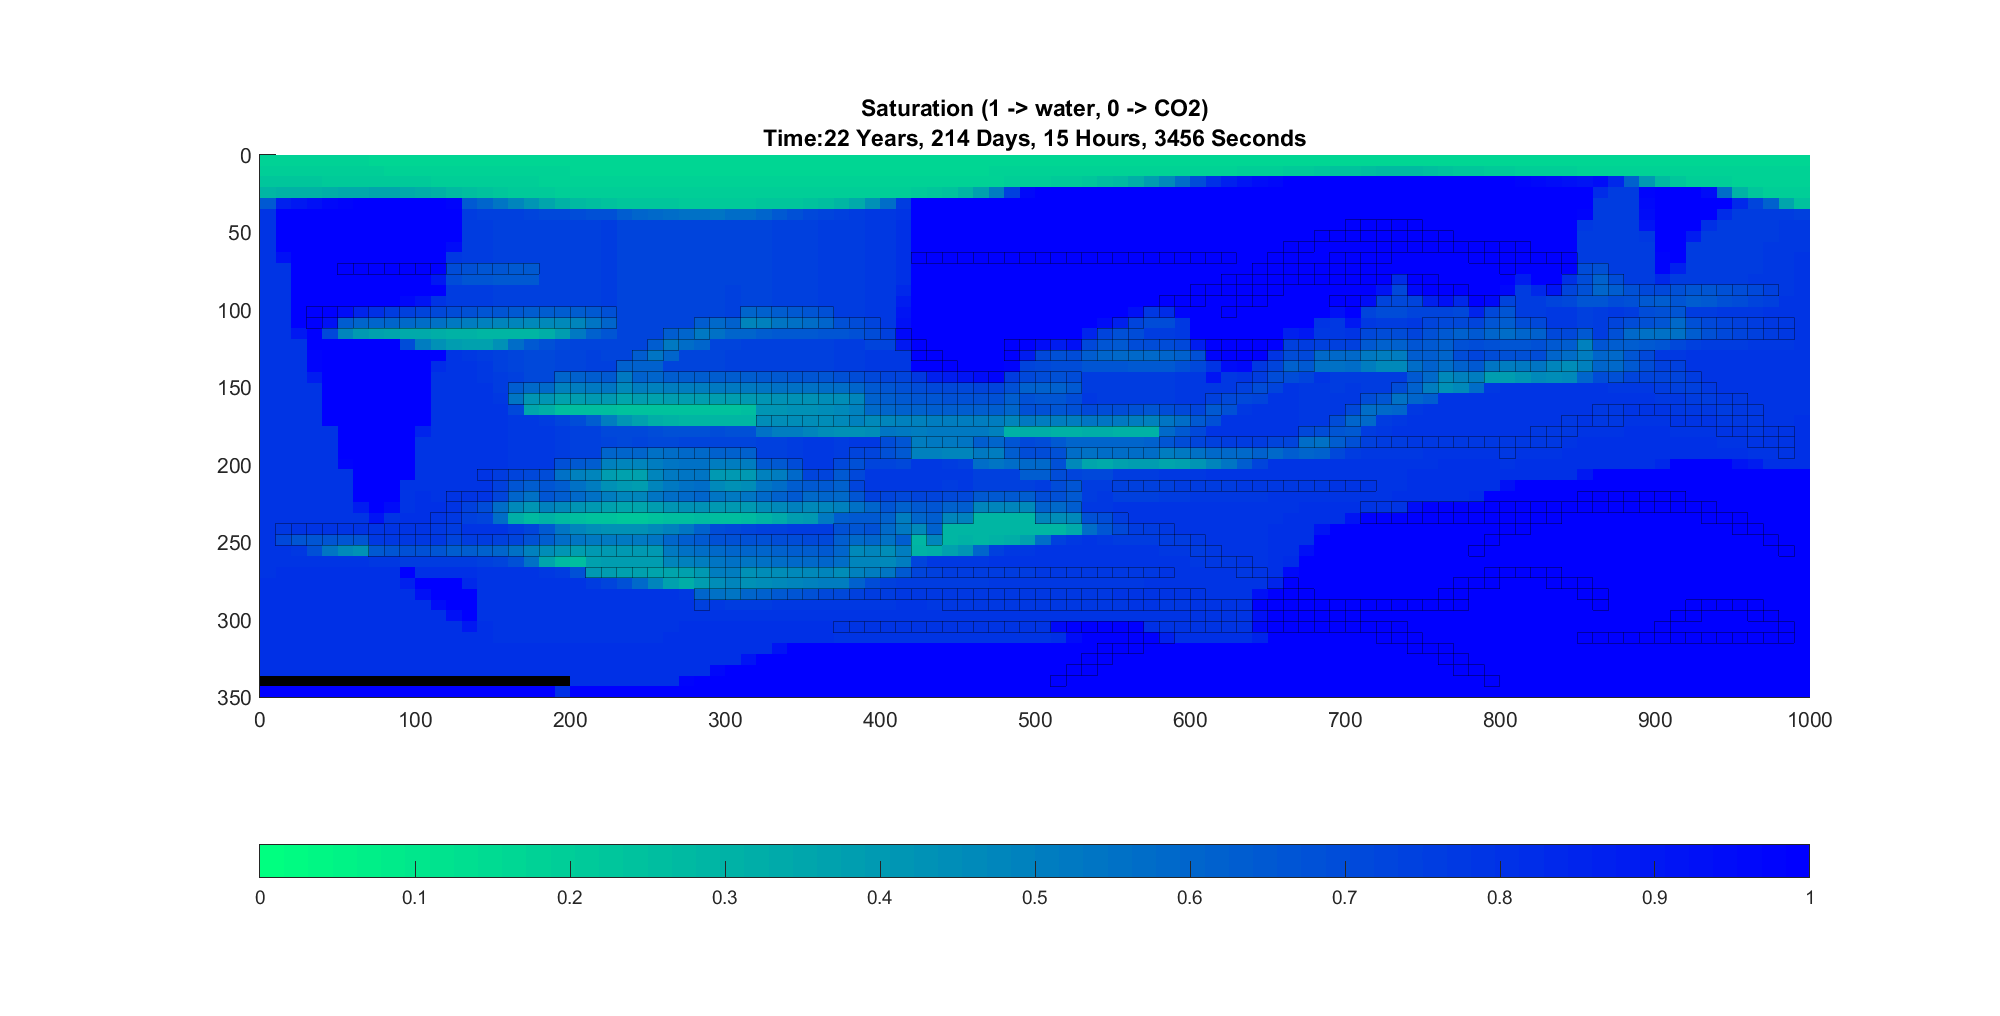 Saturation (1 -> water, 0 -> CO2)
Time:22 Years, 214 Days, 15 Hours, 3456 Seconds
0
50
100
150
200
250
300
350
0 100 200 300 400 500 600 700 800 900 1000
0 0.1 0.2 0.3 0.4 0.5 0.6 0.7 0.8 0.9 1